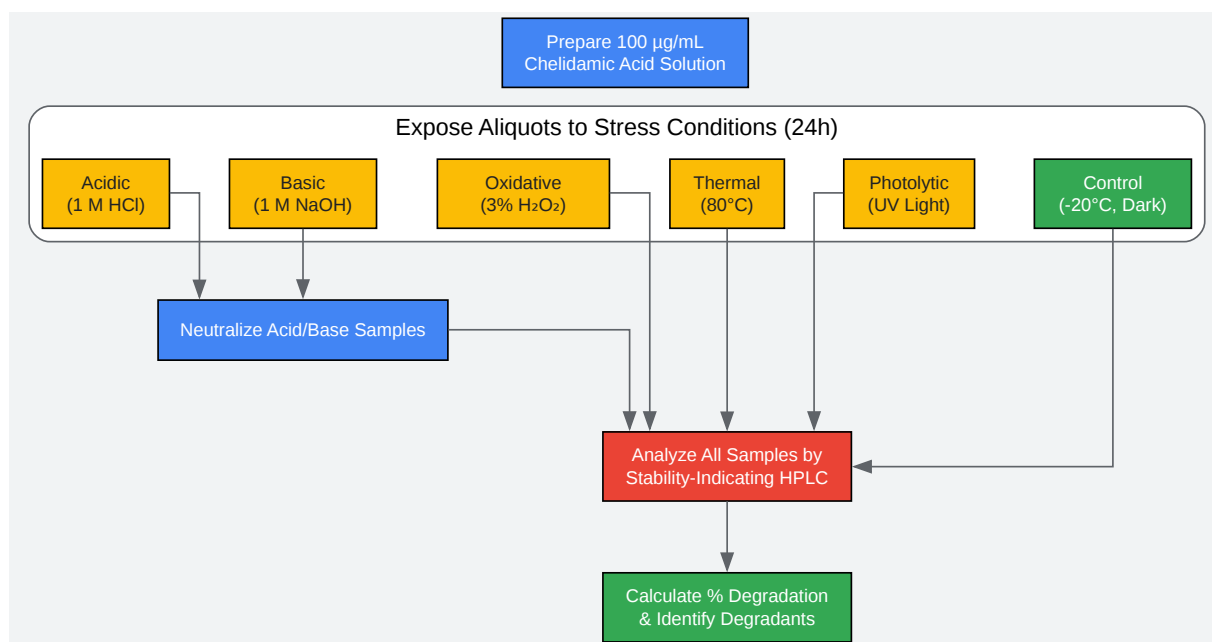 Prepare 100 µg/mL
Chelidamic Acid Solution
Expose Aliquots to Stress Conditions (24h)
Acidic
(1 M HCl)
Basic
(1 M NaOH)
Oxidative
(3% H₂O₂)
Thermal
(80°C)
Photolytic
(UV Light)
Control
(-20°C, Dark)
Neutralize Acid/Base Samples
Analyze All Samples by
Stability-Indicating HPLC
Calculate % Degradation
& Identify Degradants